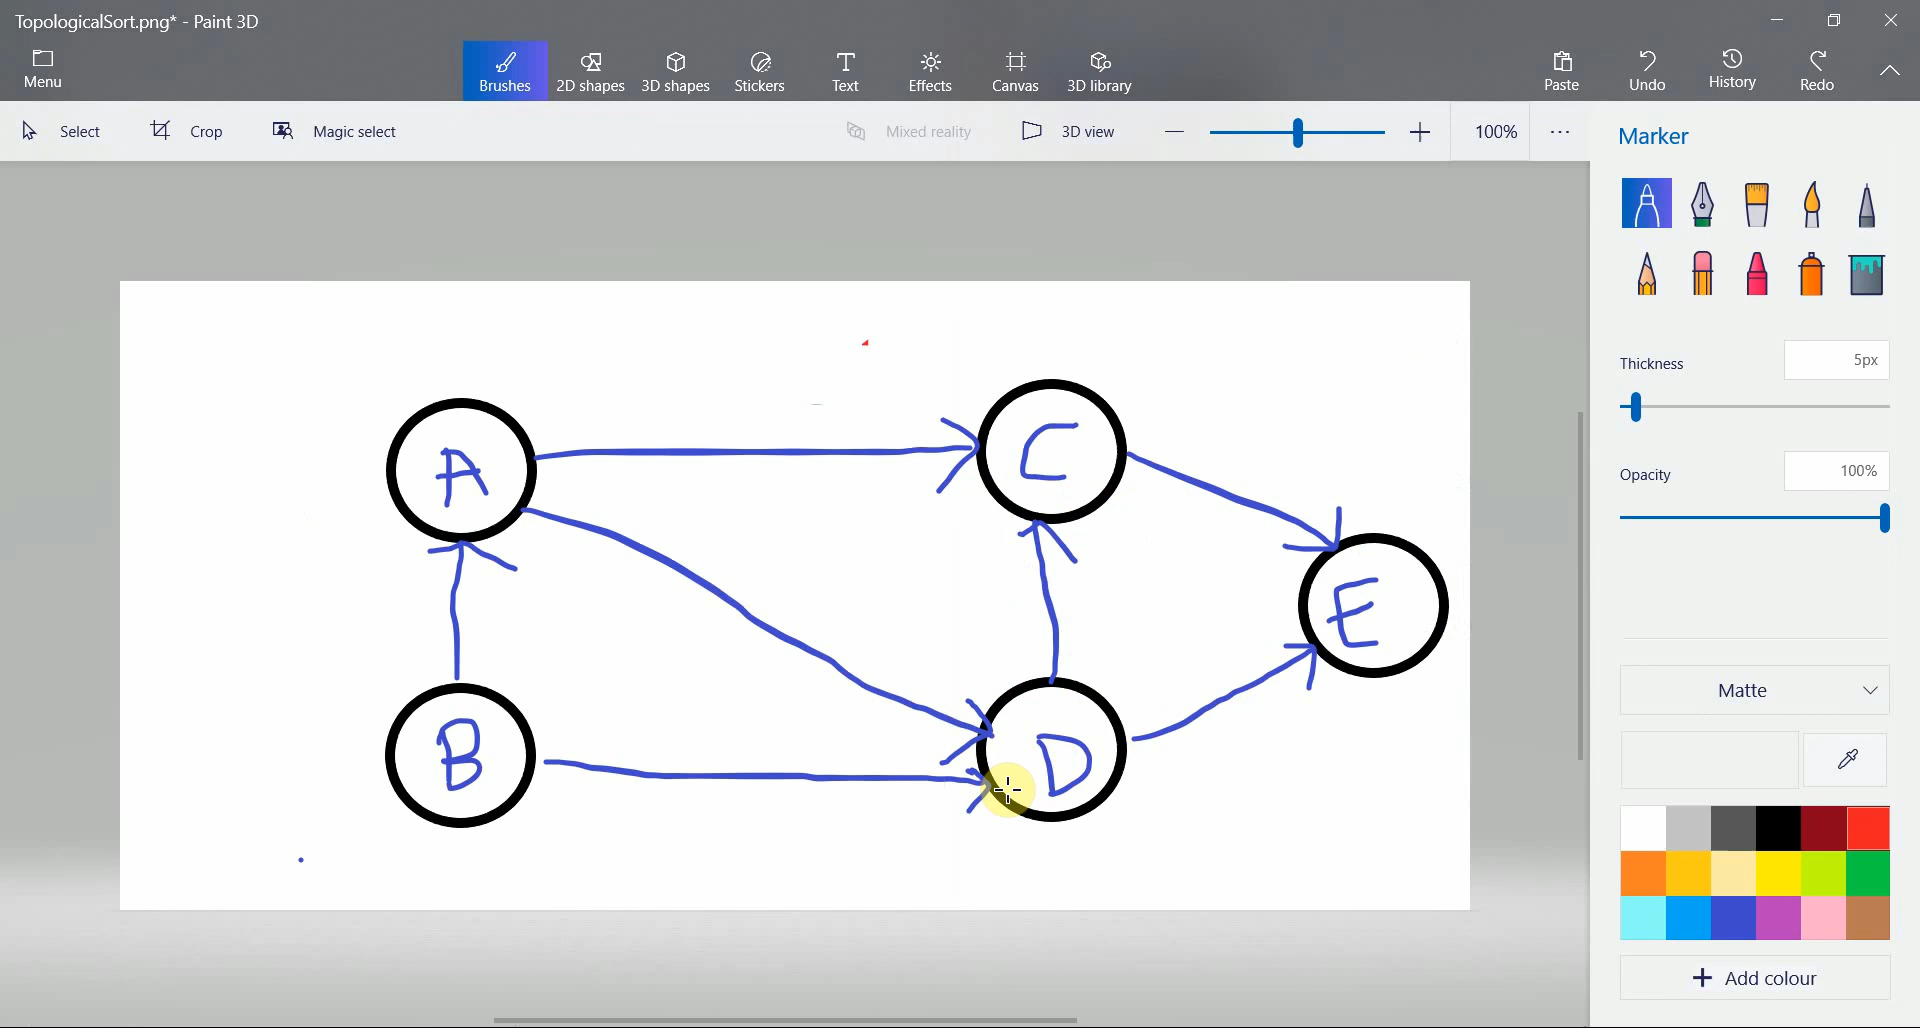 TopologicalSort.png* - Paint 3D
Menu
Brushes
2D shapes
3D shapes
Stickers
Text
Effects
Canvas
3D library
Paste
Undo
History
Redo
Select
Crop
Magic select
Mixed reality
3D view
100%
Marker
Thickness
5px
Opacity
100%
A
C
E
B
D
Matte
Add colour